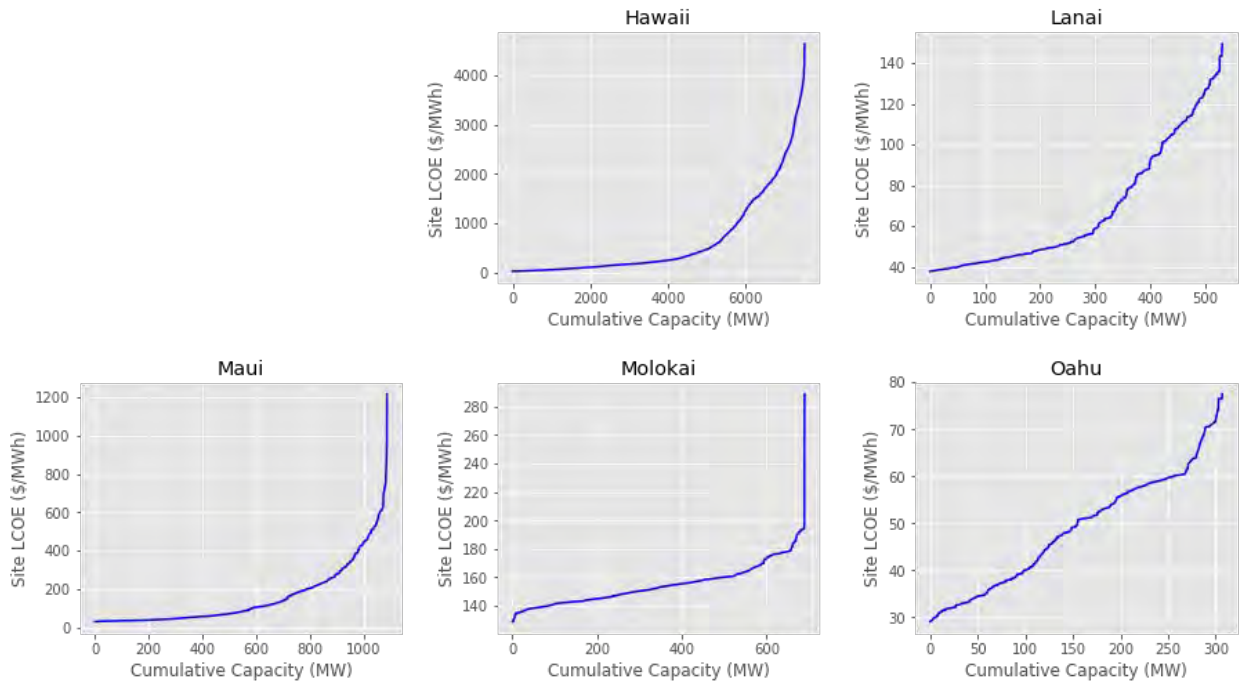 Hawaii
Site LCOE ($/MWh)
4000
3000
2000
1000
0
0 2000 4000 6000
Cumulative Capacity (MW)
Lanai
Site LCOE ($/MWh)
140
120
100
80
60
40
0 100 200 300 400 500
Cumulative Capacity (MW)
Maui
Site LCOE ($/MWh)
1200
1000
800
600
400
200
0
0 200 400 600 800 1000
Cumulative Capacity (MW)
Molokai
Site LCOE ($/MWh)
280
260
240
220
200
180
160
140
0 200 400 600
Cumulative Capacity (MW)
Oahu
Site LCOE ($/MWh)
80
70
60
50
40
30
0 50 100 150 200 250 300
Cumulative Capacity (MW)